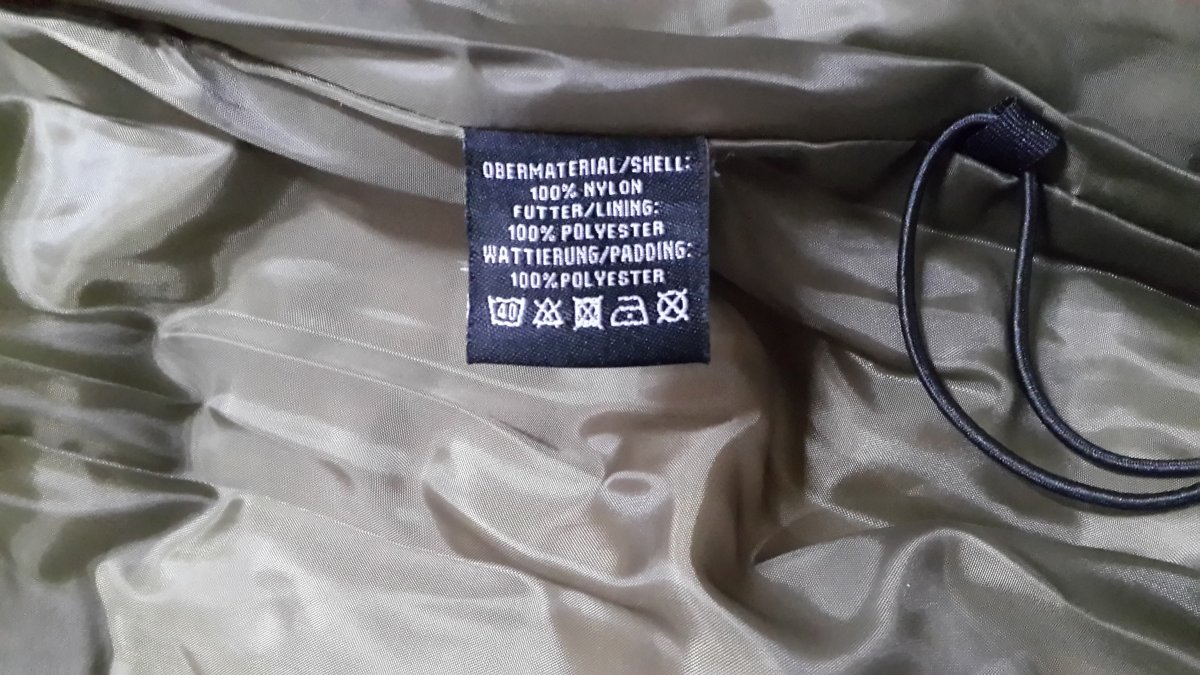 OBERMATERIAL/SHELL:
100% NYLON
FUTTER/LINING:
100% POLYESTER
WATTIERUNG/PADDING:
100%POLYESTER
40